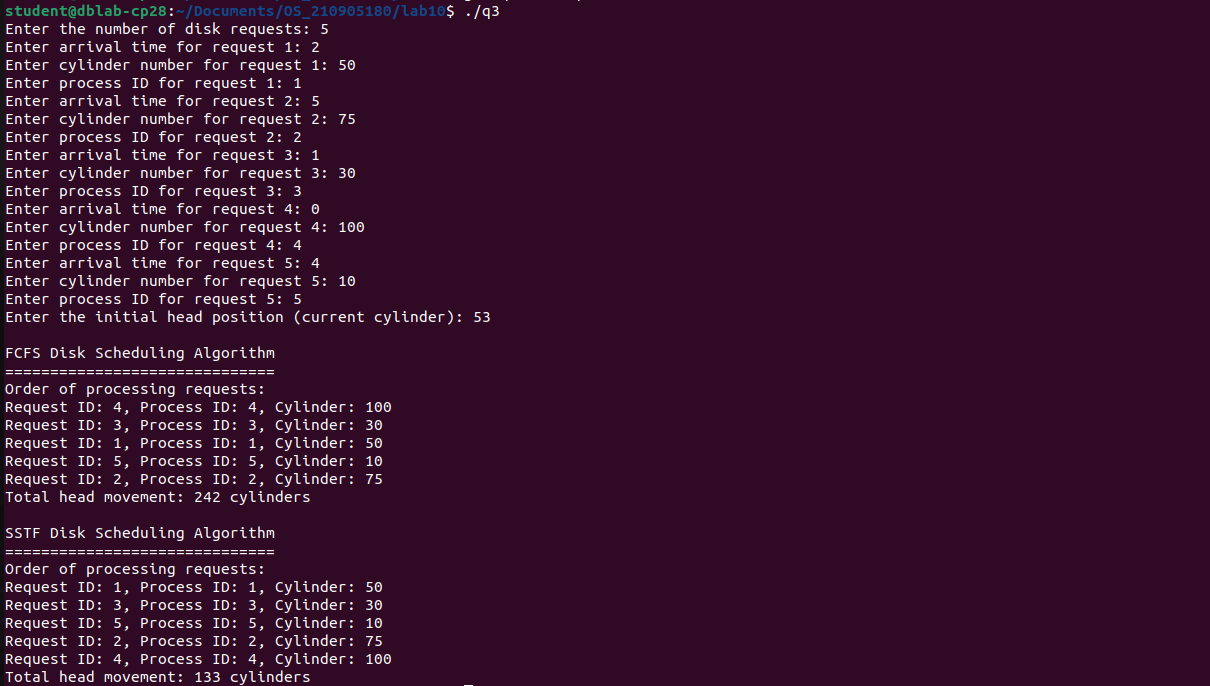 student@dblab-cp28:~/Documents/OS_210905180/lab10$ ./q3
Enter the number of disk requests: 5
Enter arrival time for request 1: 2
Enter cylinder number for request 1: 50
Enter process ID for request 1: 1
Enter arrival time for request 2: 5
Enter cylinder number for request 2: 75
Enter process ID for request 2: 2
Enter arrival time for request 3: 1
Enter cylinder number for request 3: 30
Enter process ID for request 3: 3
Enter arrival time for request 4: 0
Enter cylinder number for request 4: 100
Enter process ID for request 4: 4
Enter arrival time for request 5: 4
Enter cylinder number for request 5: 10
Enter process ID for request 5: 5
Enter the initial head position (current cylinder): 53
FCFS Disk Scheduling Algorithm
==============================
Order of processing requests:
Request ID: 4, Process ID: 4, Cylinder: 100
Request ID: 3, Process ID: 3, Cylinder: 30
Request ID: 1, Process ID: 1, Cylinder: 50
Request ID: 5, Process ID: 5, Cylinder: 10
Request ID: 2, Process ID: 2, Cylinder: 75
Total head movement: 242 cylinders
SSTF Disk Scheduling Algorithm
==============================
Order of processing requests:
Request ID: 1, Process ID: 1, Cylinder: 50
Request ID: 3, Process ID: 3, Cylinder: 30
Request ID: 5, Process ID: 5, Cylinder: 10
Request ID: 2, Process ID: 2, Cylinder: 75
Request ID: 4, Process ID: 4, Cylinder: 100
Total head movement: 133 cylinders